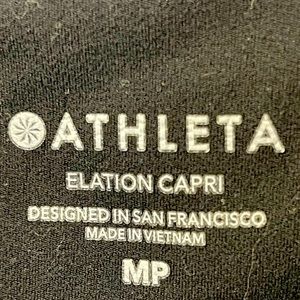 ATHLETA
ELATION CAPRI
DESIGNED IN SAN FRANCISCO
MADE IN VIETNAM
MP